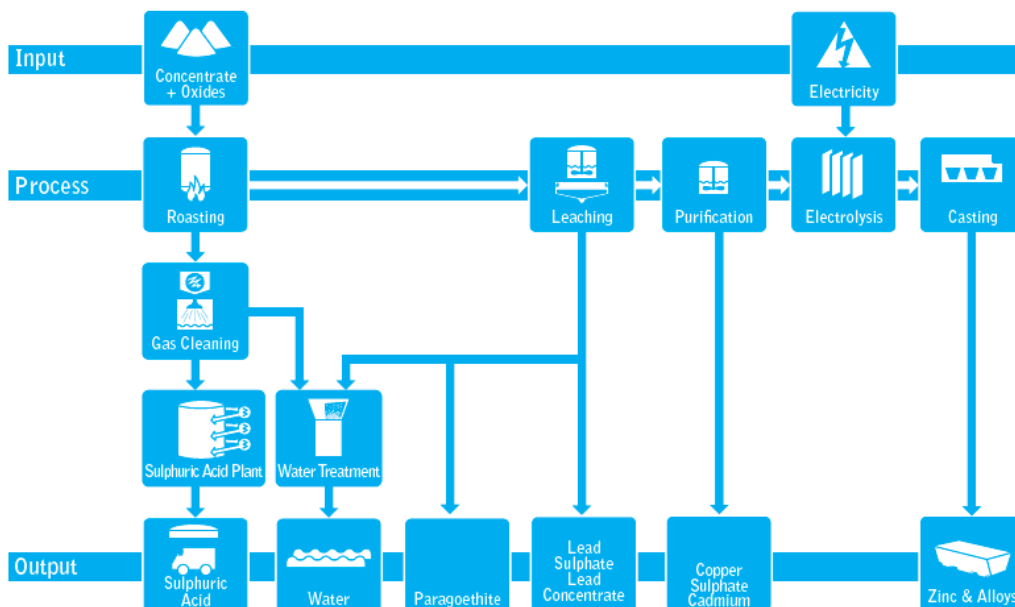 Input
Concentrate
+ Oxides
Electricity
Process
Roasting
Leaching
Purification
Electrolysis
Casting
Gas Cleaning
Sulphuric Acid Plant
Water Treatment
Output
Sulphuric
Acid
Water
Paragoethite
Lead
Sulphate
Lead
Concentrate
Copper
Sulphate
Cadmium
Zinc & Alloys